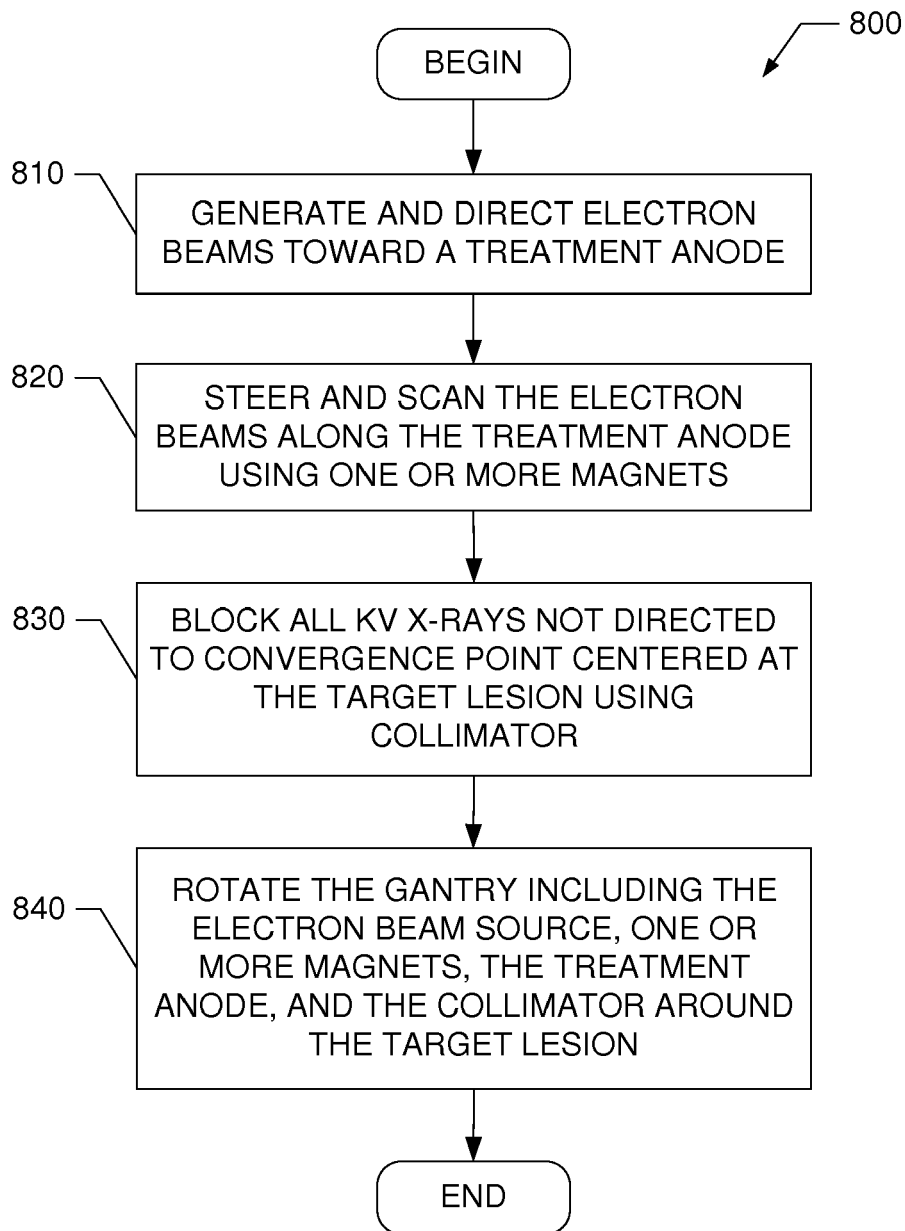 800
BEGIN
810
GENERATE AND DIRECT ELECTRON
BEAMS TOWARD A TREATMENT ANODE
820
STEER AND SCAN THE ELECTRON
BEAMS ALONG THE TREATMENT ANODE
USING ONE OR MORE MAGNETS
830
BLOCK ALL KV X-RAYS NOT DIRECTED
TO CONVERGENCE POINT CENTERED AT
THE TARGET LESION USING
COLLIMATOR
840
ROTATE THE GANTRY INCLUDING THE
ELECTRON BEAM SOURCE, ONE OR
MORE MAGNETS, THE TREATMENT
ANODE, AND THE COLLIMATOR AROUND
THE TARGET LESION
END